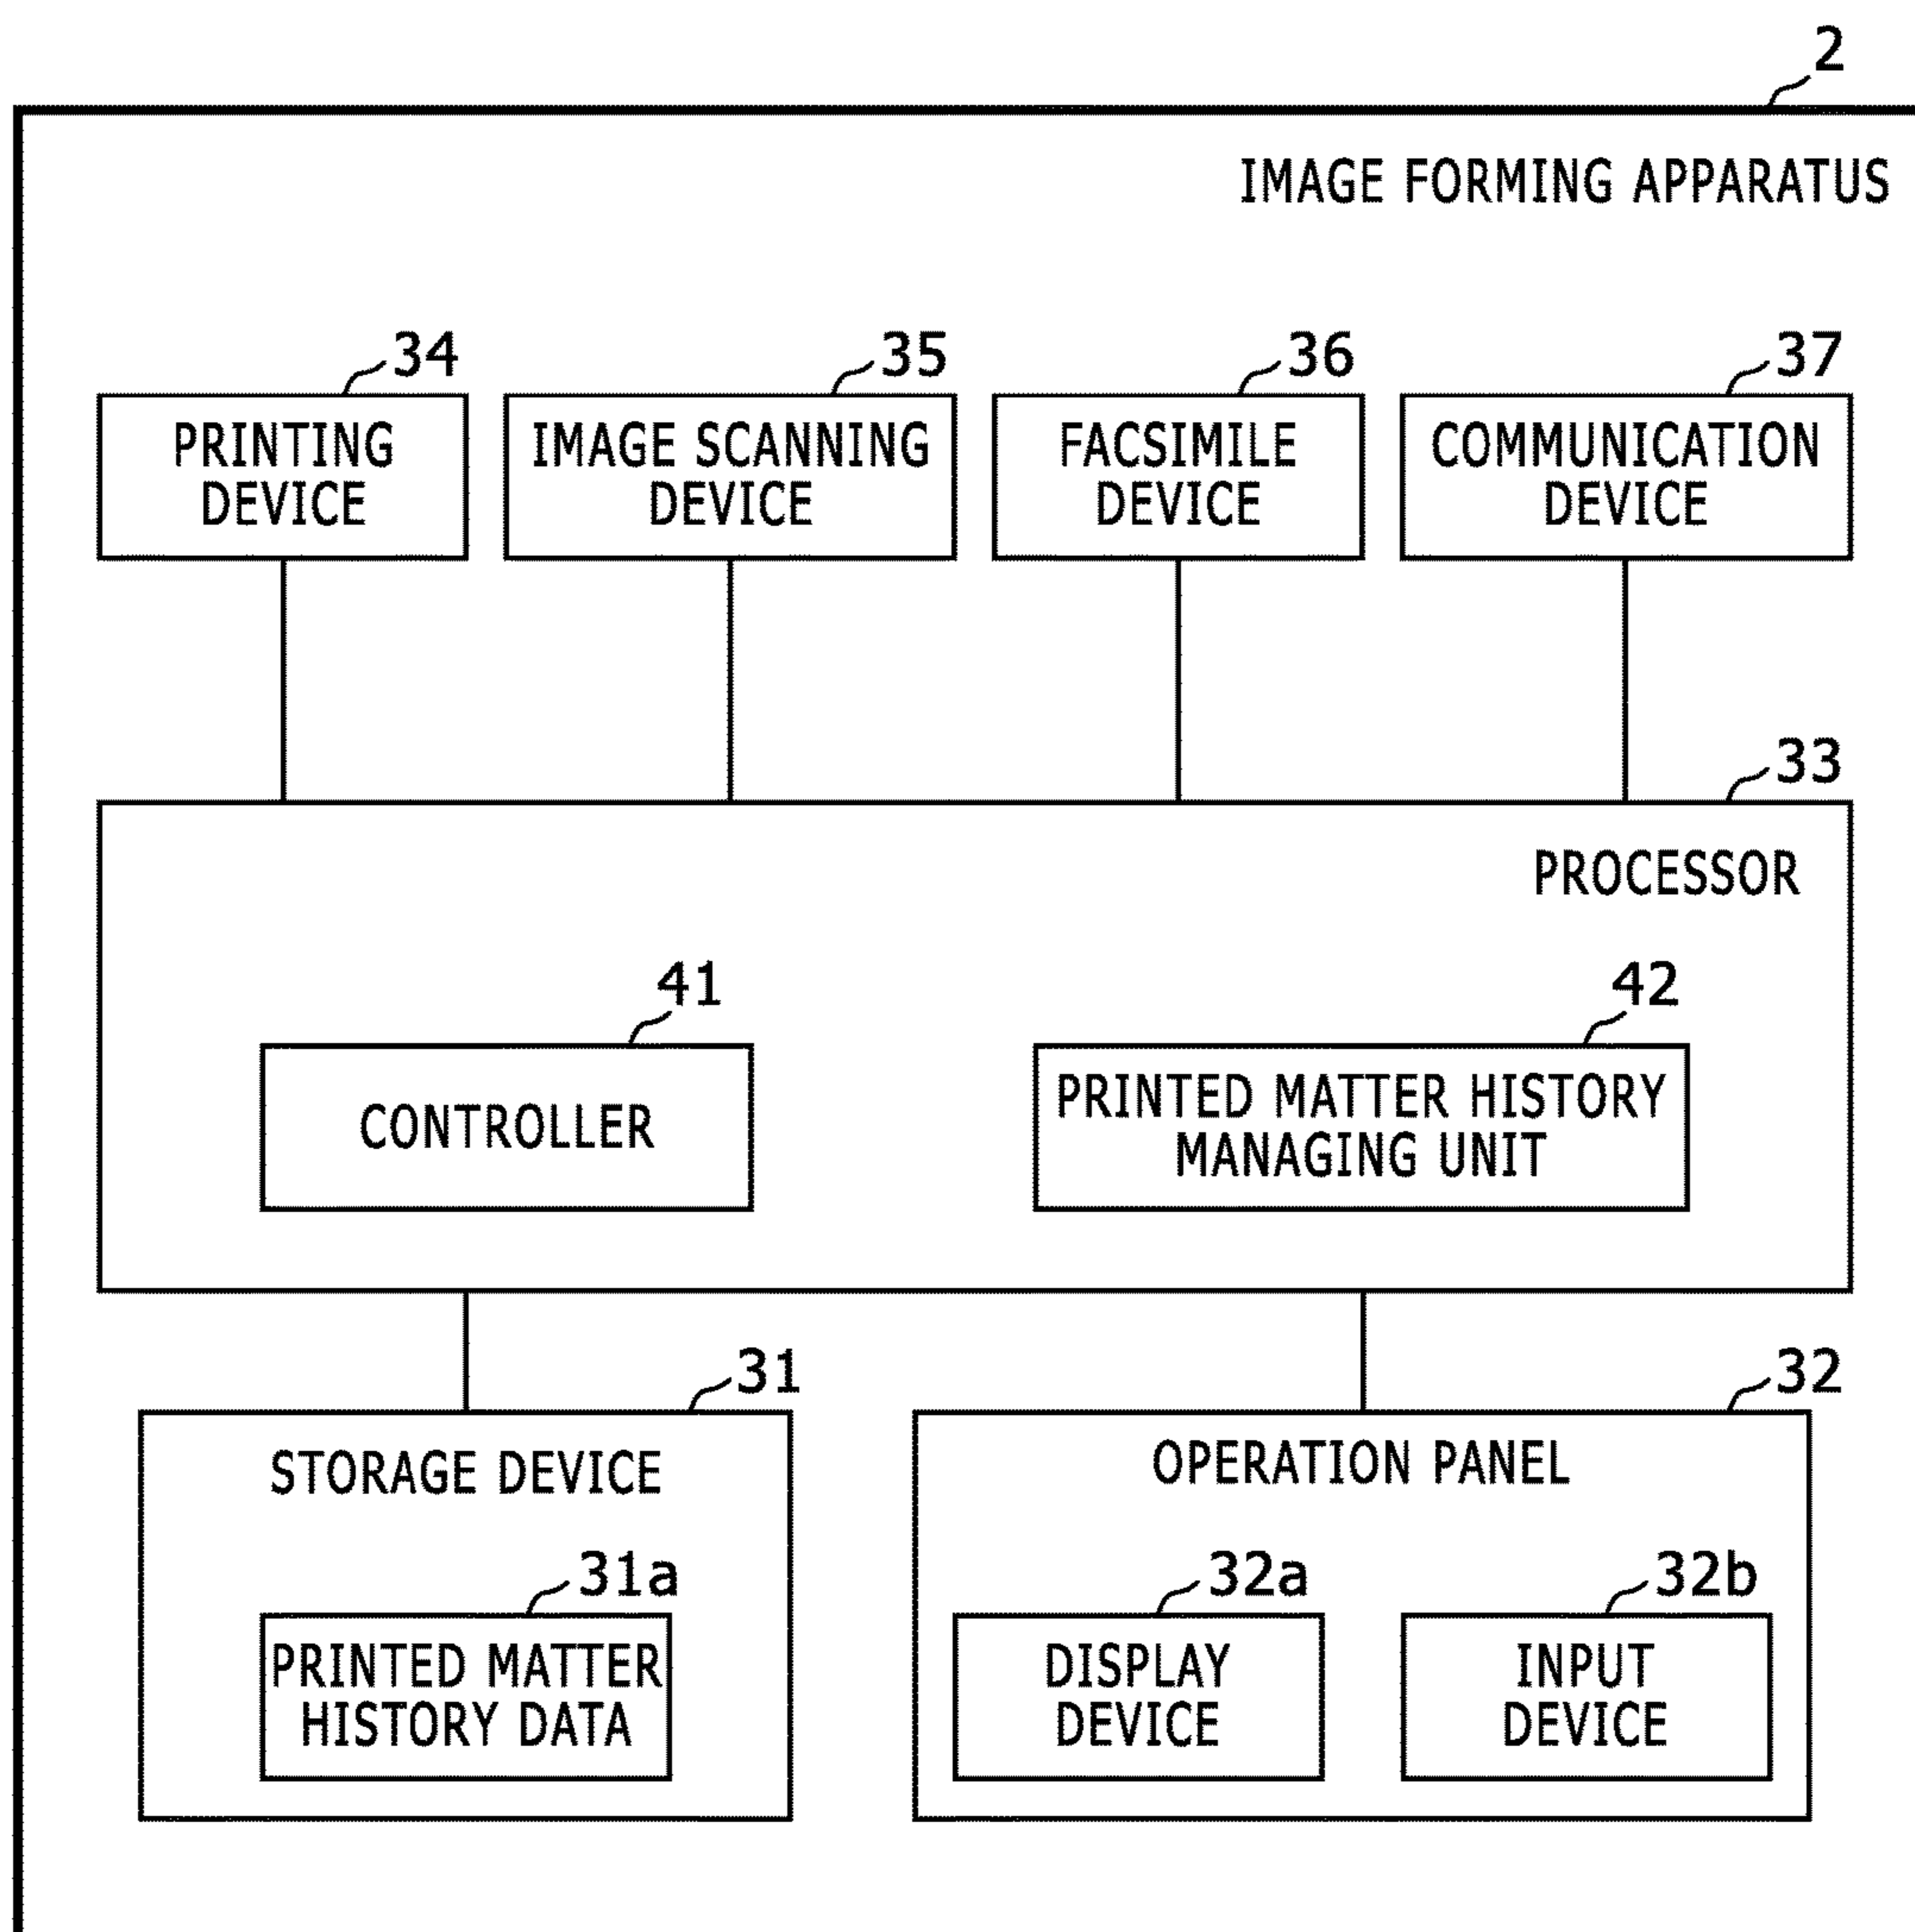 2
IMAGE FORMING APPARATUS
34
35
36
37
PRINTING
DEVICE
IMAGE SCANNING
DEVICE
FACSIMILE
DEVICE
COMMUNICATION
DEVICE
33
PROCESSOR
41
42
CONTROLLER
PRINTED MATTER HISTORY
MANAGING UNIT
31
32
STORAGE DEVICE
OPERATION PANEL
31a
32a
32b
PRINTED MATTER
HISTORY DATA
DISPLAY
DEVICE
INPUT
DEVICE